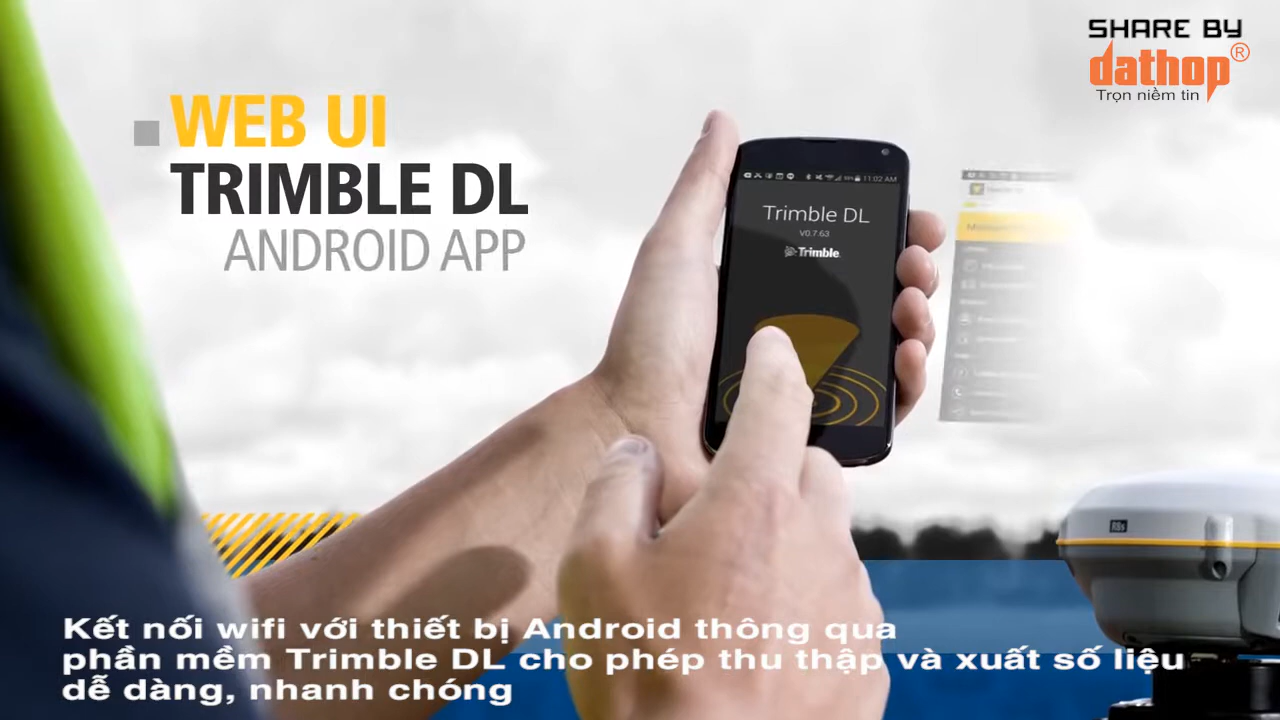 SHARE BY
dathop®
Trọn niềm tin
WEB UI
TRIMBLE DL
ANDROID APP
11:02 AM
Trimble DL
V0.7.63
Trimble
R8s
Kết nối wifi với thiết bị Android thông qua
phần mềm Trimble DL cho phép thu thập và xuất số liệu
dễ dàng, nhanh chóng